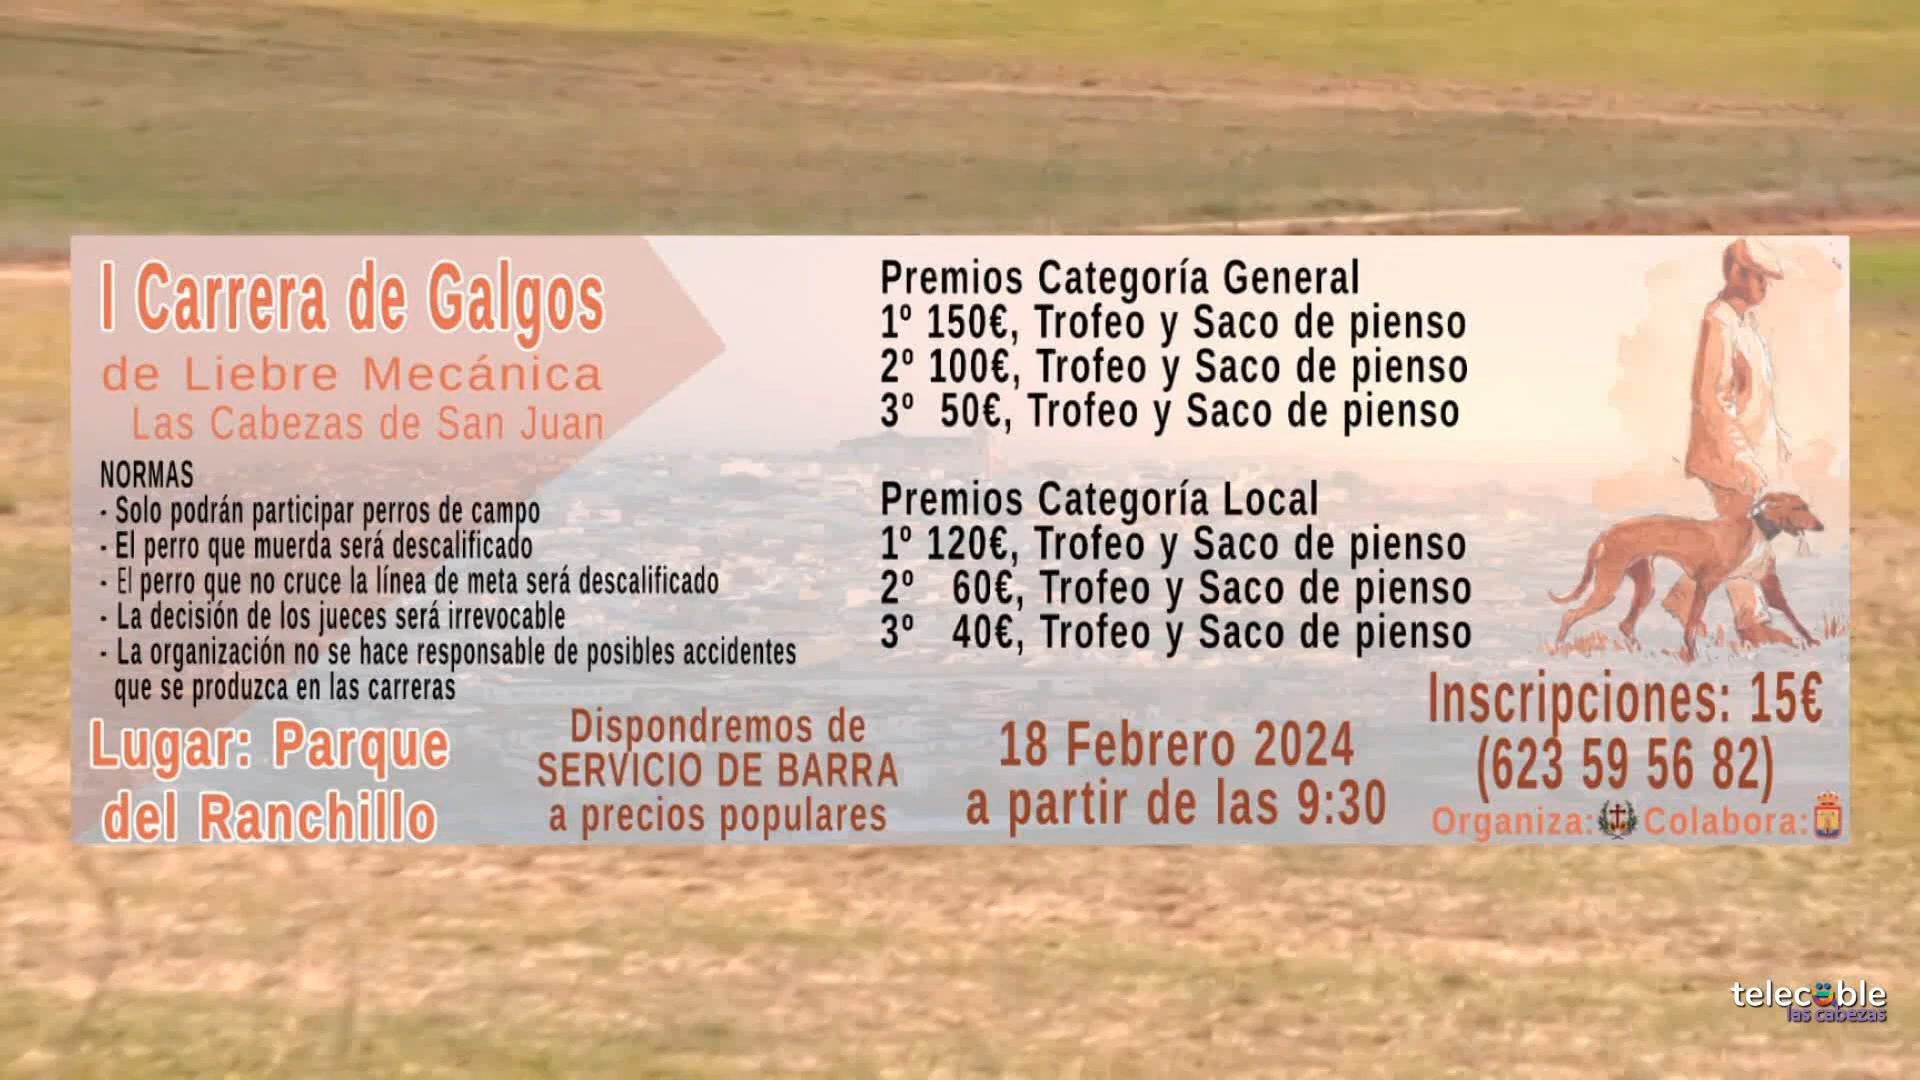 I Carrera de Galgos
de Liebre Mecánica
Las Cabezas de San Juan
NORMAS
- Solo podrán participar perros de campo
- El perro que muerda será descalificado
- El perro que no cruce la línea de meta será descalificado
- La decisión de los jueces será irrevocable
- La organización no se hace responsable de posibles accidentes
que se produzca en las carreras
Lugar: Parque
del Ranchillo
Premios Categoría General
1º 150€, Trofeo y Saco de pienso
2º 100€, Trofeo y Saco de pienso
3º 50€, Trofeo y Saco de pienso
Premios Categoría Local
1º 120€, Trofeo y Saco de pienso
2º 60€, Trofeo y Saco de pienso
3º 40€, Trofeo y Saco de pienso
Dispondremos de
SERVICIO DE BARRA
a precios populares
18 Febrero 2024
a partir de las 9:30
Inscripciones: 15€
(623 59 56 82)
Organiza: Colabora:
telecable
las cabezas